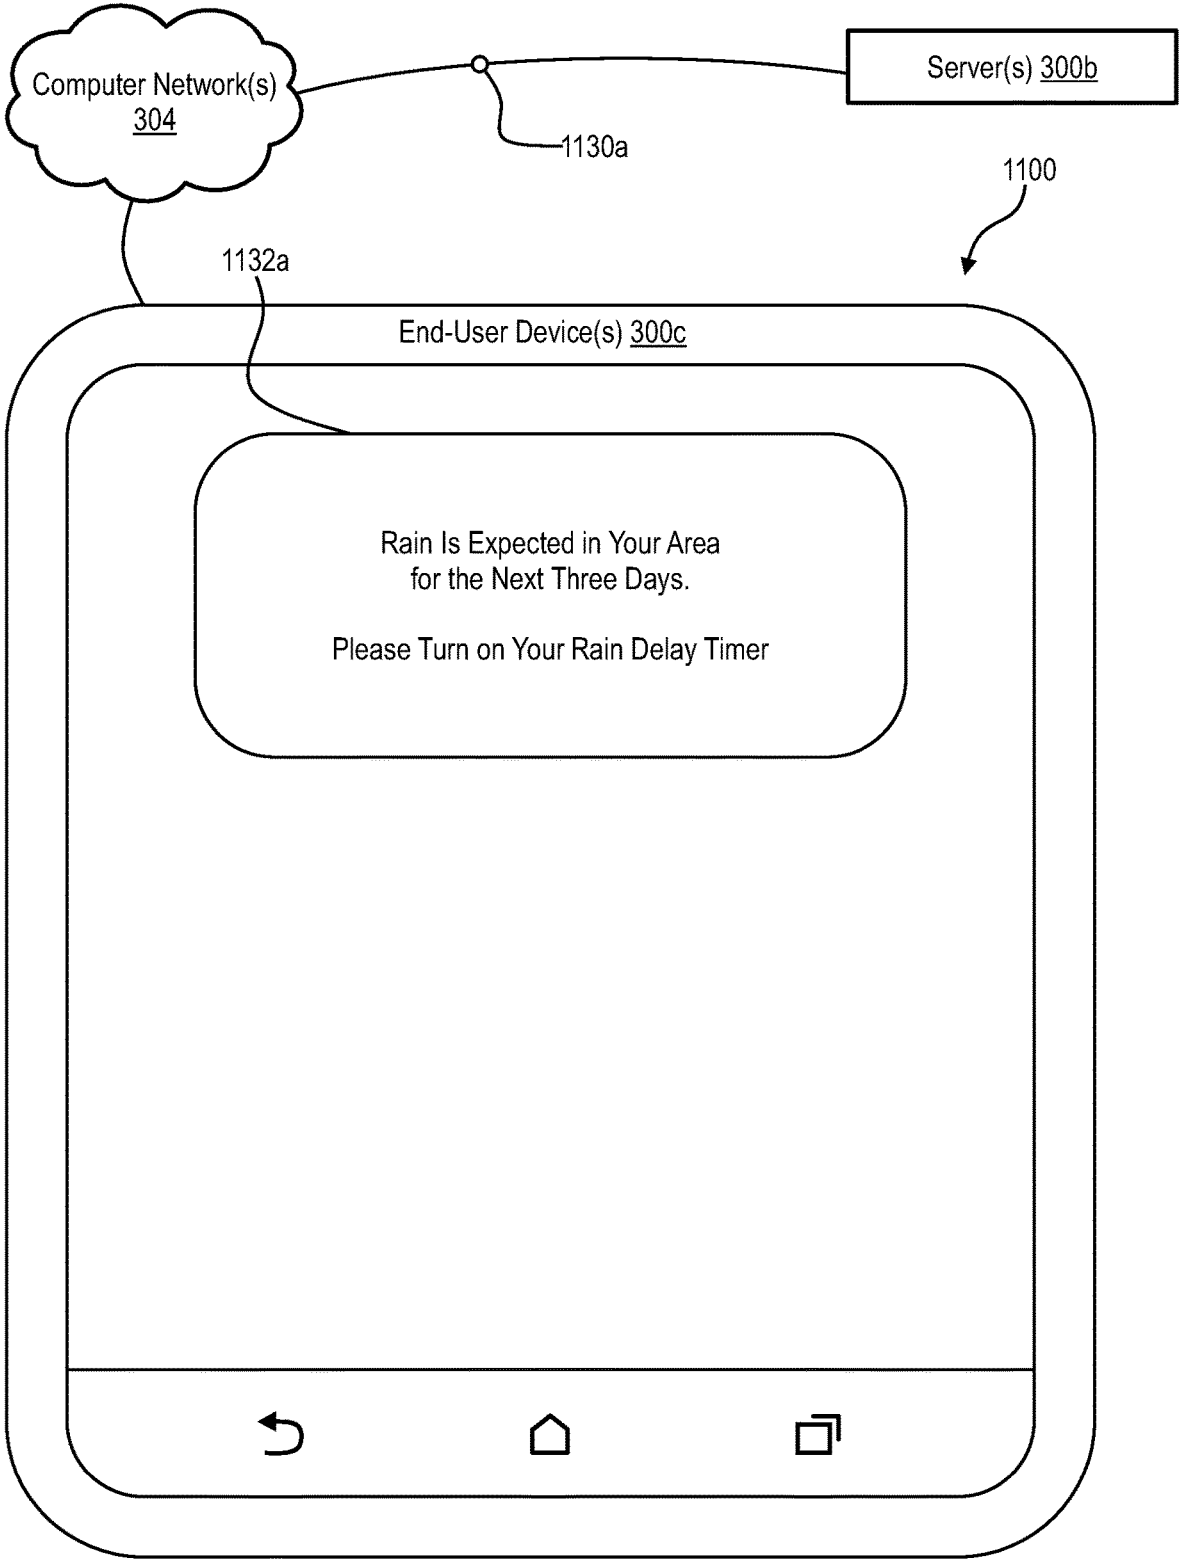 Computer Network(s)
304
Server(s) 300b
1130a
1100
1132a
End-User Device(s) 300c
Rain Is Expected in Your Area
for the Next Three Days.
Please Turn on Your Rain Delay Timer